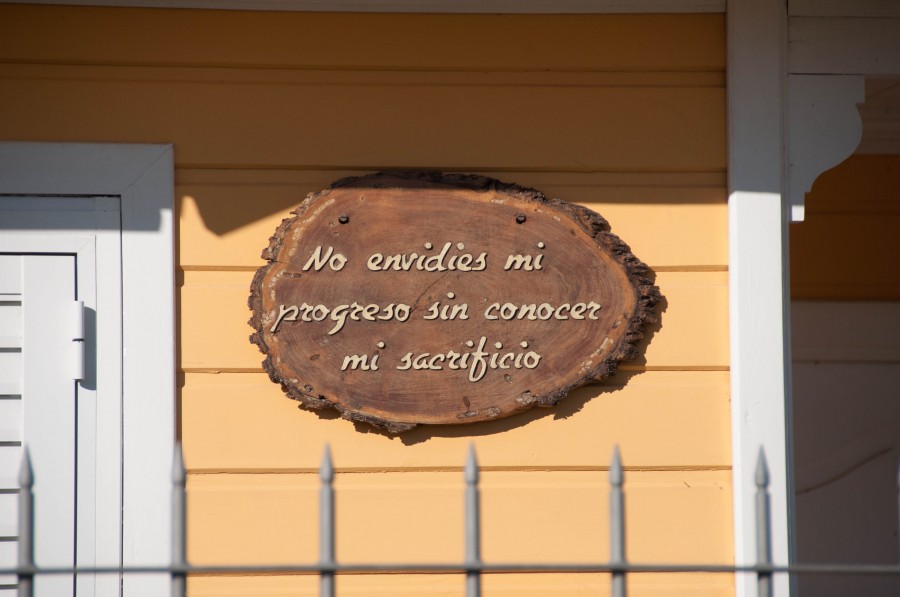 No envidies mi
progreso sin conocer
mi sacrificio